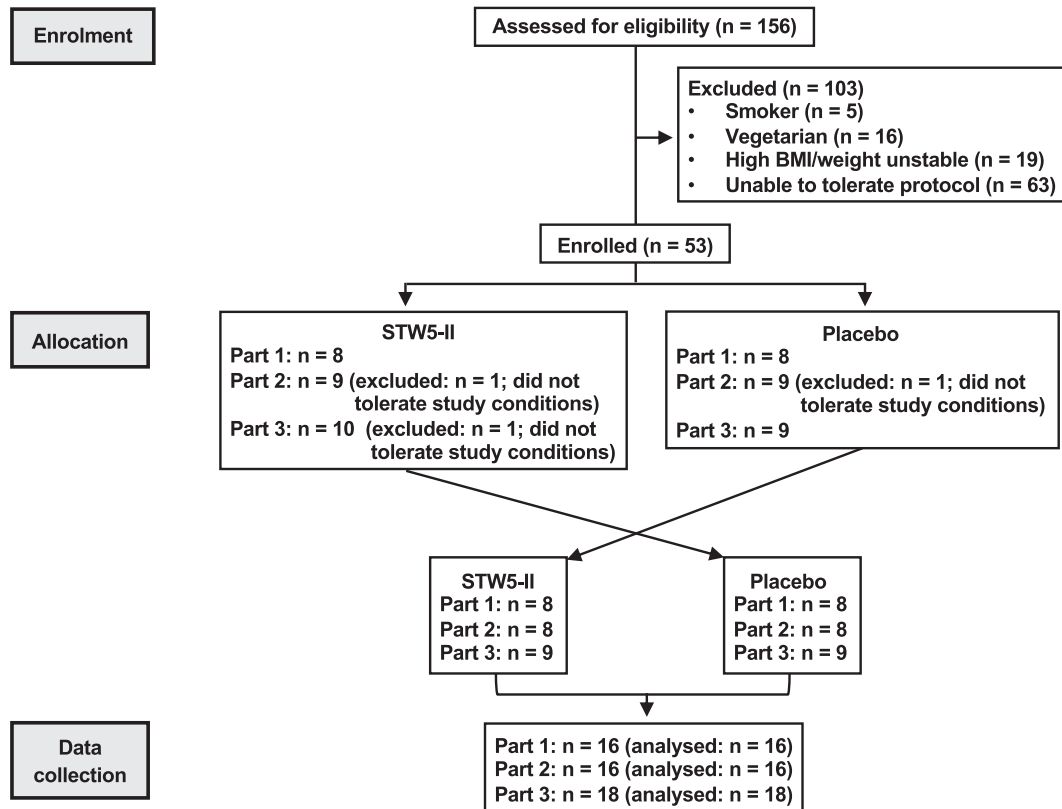 Enrolment
Assessed for eligibility (n = 156)
Excluded (n = 103)
• Smoker (n = 5)
• Vegetarian (n = 16)
• High BMI/weight unstable (n = 19)
• Unable to tolerate protocol (n = 63)
Enrolled (n = 53)
Allocation
STW5-II
Part 1: n = 8
Part 2: n = 9 (excluded: n = 1; did not
tolerate study conditions)
Part 3: n = 10 (excluded: n = 1; did not
tolerate study conditions)
Placebo
Part 1: n = 8
Part 2: n = 9 (excluded: n = 1; did not
tolerate study conditions)
Part 3: n = 9
STW5-II
Part 1: n = 8
Part 2: n = 8
Part 3: n = 9
Placebo
Part 1: n = 8
Part 2: n = 8
Part 3: n = 9
Data
collection
Part 1: n = 16 (analysed: n = 16)
Part 2: n = 16 (analysed: n = 16)
Part 3: n = 18 (analysed: n = 18)